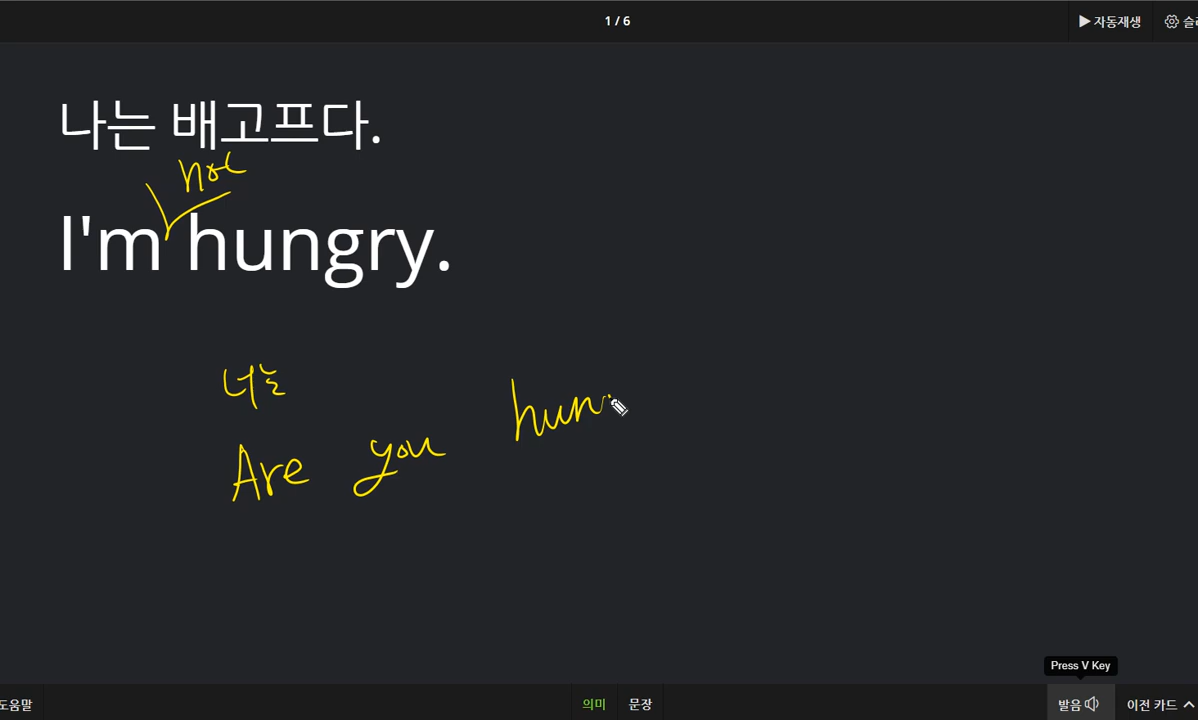 1 / 6
▶ 자동재생
슬
나는 배고프다.
not
I'm hungry.
너는
Are you hun
Press V Key
도움말
의미
문장
발음
이전 카드